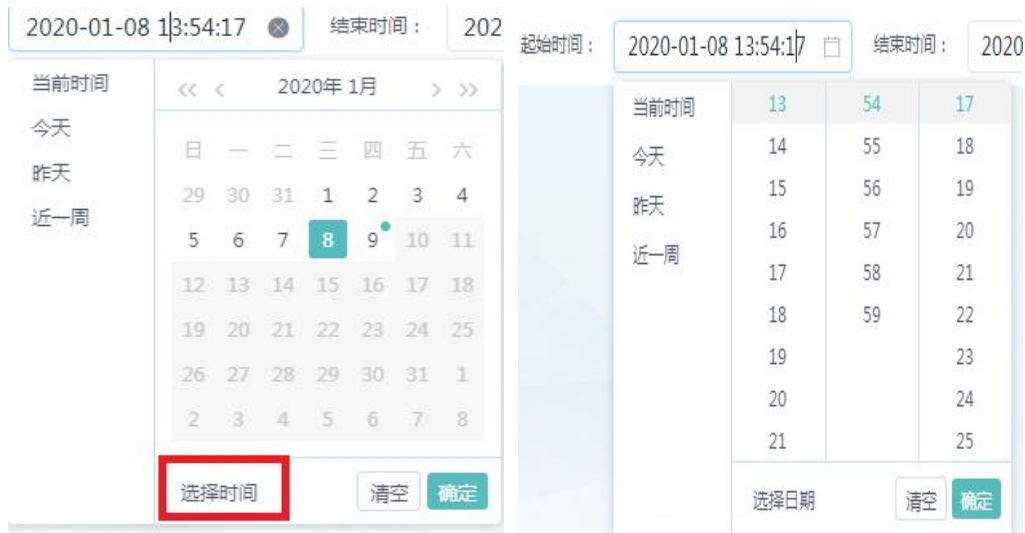 2020-01-08 13:54:17 结束时间： 202
当前时间
今天
昨天
近一周
<< < 2020年 1月 > >>
日 一 二 三 四 五 六
29 30 31 1 2 3 4
5 6 7 8 9 10 11
12 13 14 15 16 17 18
19 20 21 22 23 24 25
26 27 28 29 30 31 1
2 3 4 5 6 7 8
选择时间 清空 确定
起始时间： 2020-01-08 13:54:17 结束时间： 2020
当前时间
今天
昨天
近一周
13 54 17
14 55 18
15 56 19
16 57 20
17 58 21
18 59 22
19 23
20 24
21 25
选择日期 清空 确定